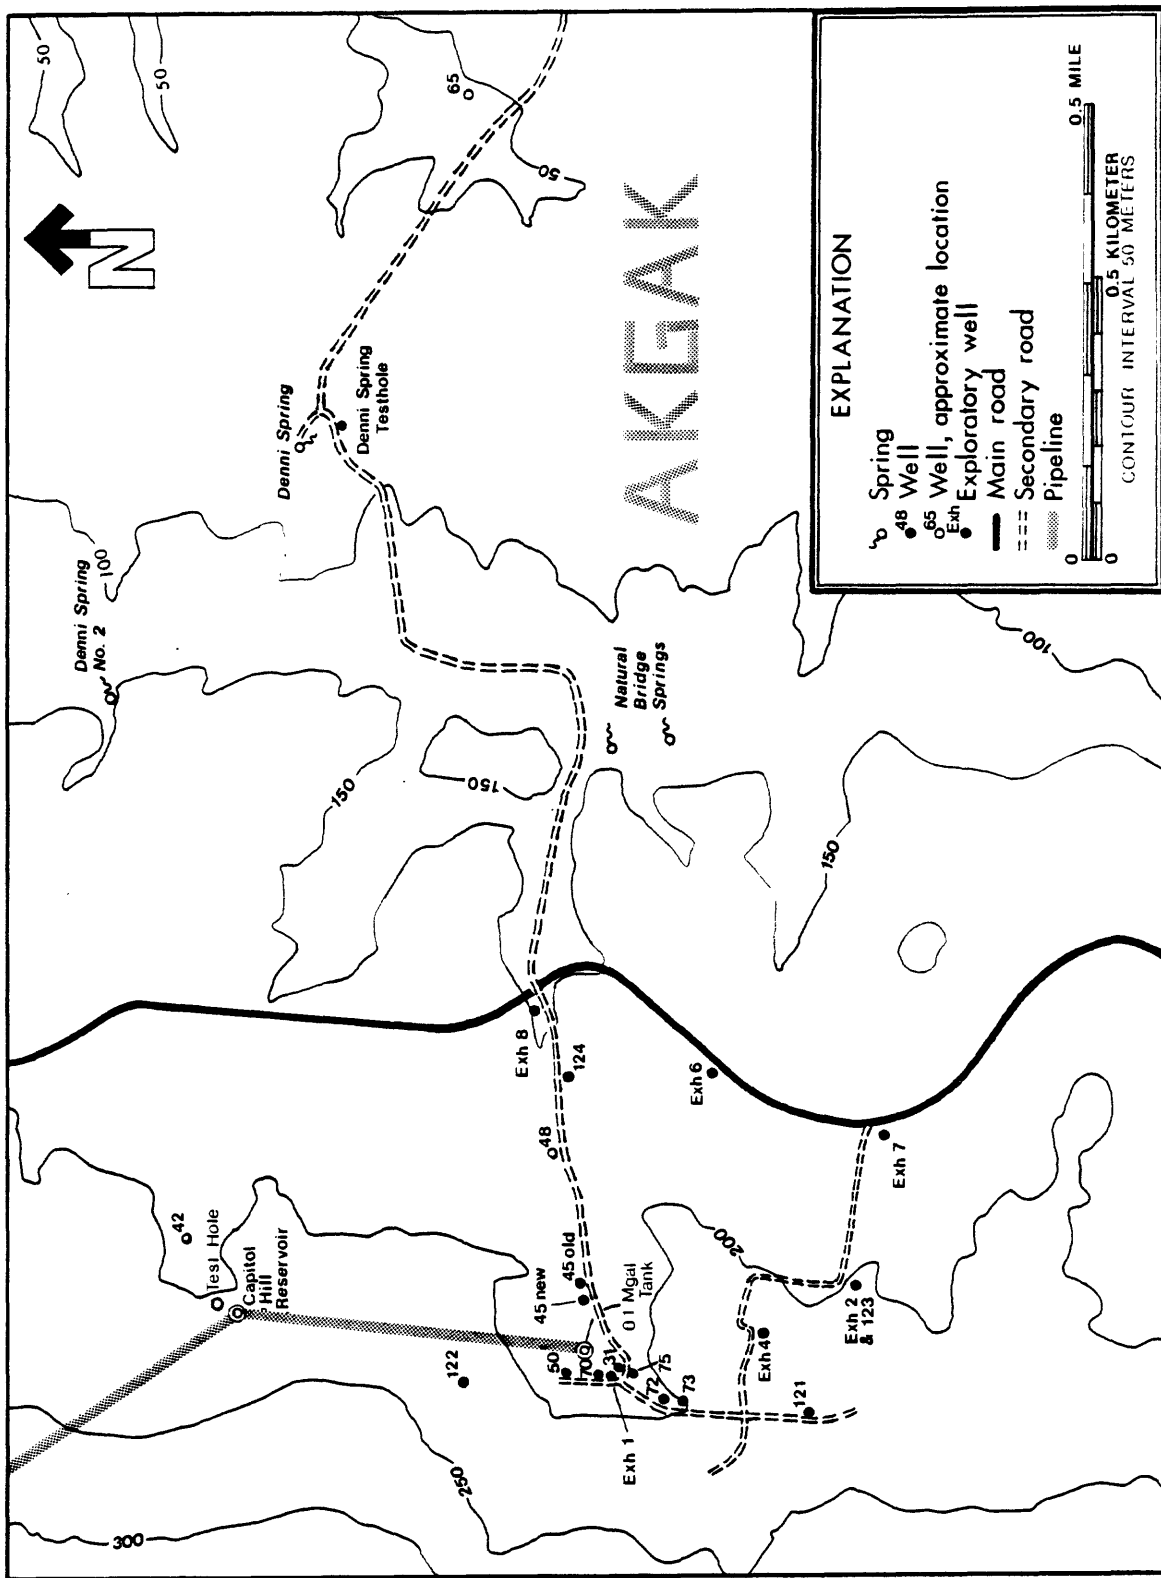 50
50
65
50
N
AKGAK
Denni Spring
Denni Spring
Testhole
Denni Spring
No. 2
100
150
150
Natural
Bridge
Springs
100
150
Exh 8
124
48
Exh 6
Exh 7
42
Test Hole
Capitol
Hill
Reservoir
45 new
45 old
0.1 Mgal
Tank
200
Exh 2
& 123
Exh 4
122
50
70
31
75
72
73
Exh 1
121
250
300
EXPLANATION
Spring
48 Well
65 Well, approximate location
Exh Exploratory well
Main road
Secondary road
Pipeline
0 0.5 MILE
0 0.5 KILOMETER
CONTOUR INTERVAL 50 METERS